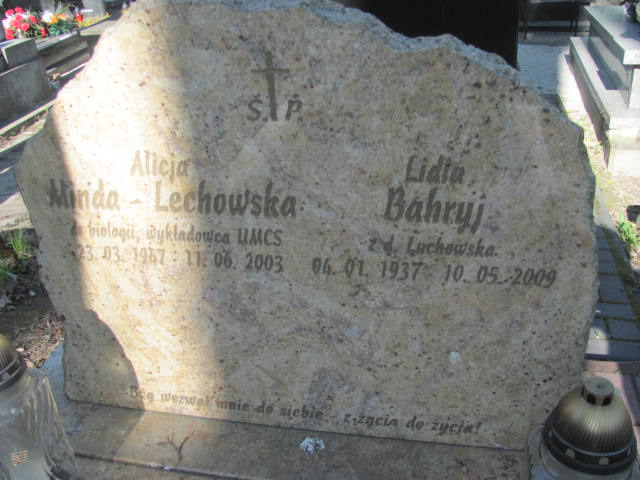 Ś P
Alicja
Minda - Lechowska
dr biologii, wykładowca UMCS
23. 03. 1947 - 11. 06. 2003
Lidia
Bahryj
z d. Luchowska
04. 01. 1937 - 10. 05. 2009
Bóg wezwał mnie do siebie... z życia do życia!